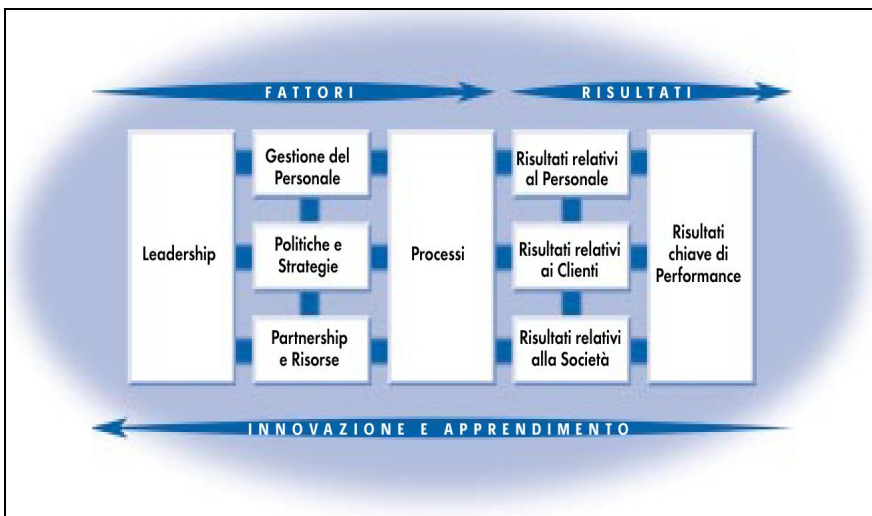 FATTORI
RISULTATI
Leadership
Gestione del
Personale
Politiche e
Strategie
Partnership
e Risorse
Processi
Risultati relativi
al Personale
Risultati relativi
ai Clienti
Risultati relativi
alla Società
Risultati
chiave di
Performance
INNOVAZIONE E APPRENDIMENTO